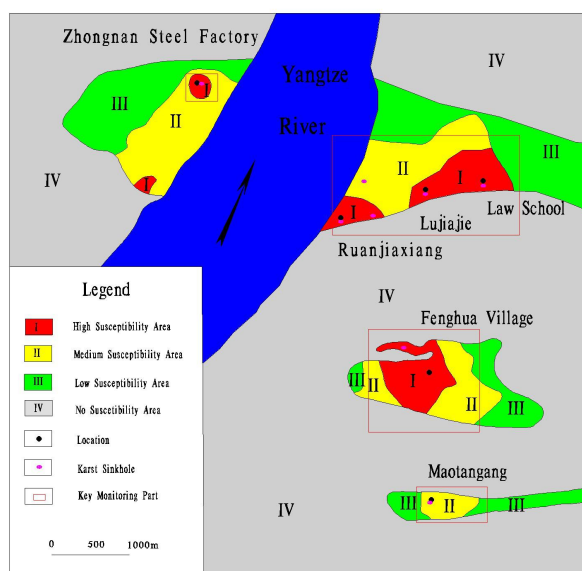 Zhongnan Steel Factory
IV
Yangtze
I
III
II
River
II
III
IV
I
I
I
Law School
Lujiajie
Ruanjiaxiang
Legend
IV
I High Susceptibility Area
Fenghua Village
II Medium Susceptibility Area
III Low Susceptibility Area
III
II
I
II
III
IV No Suscetibility Area
Location
Karst Sinkhole
Maotangang
Key Monitoring Part
III
II
III
IV
0 500 1000m